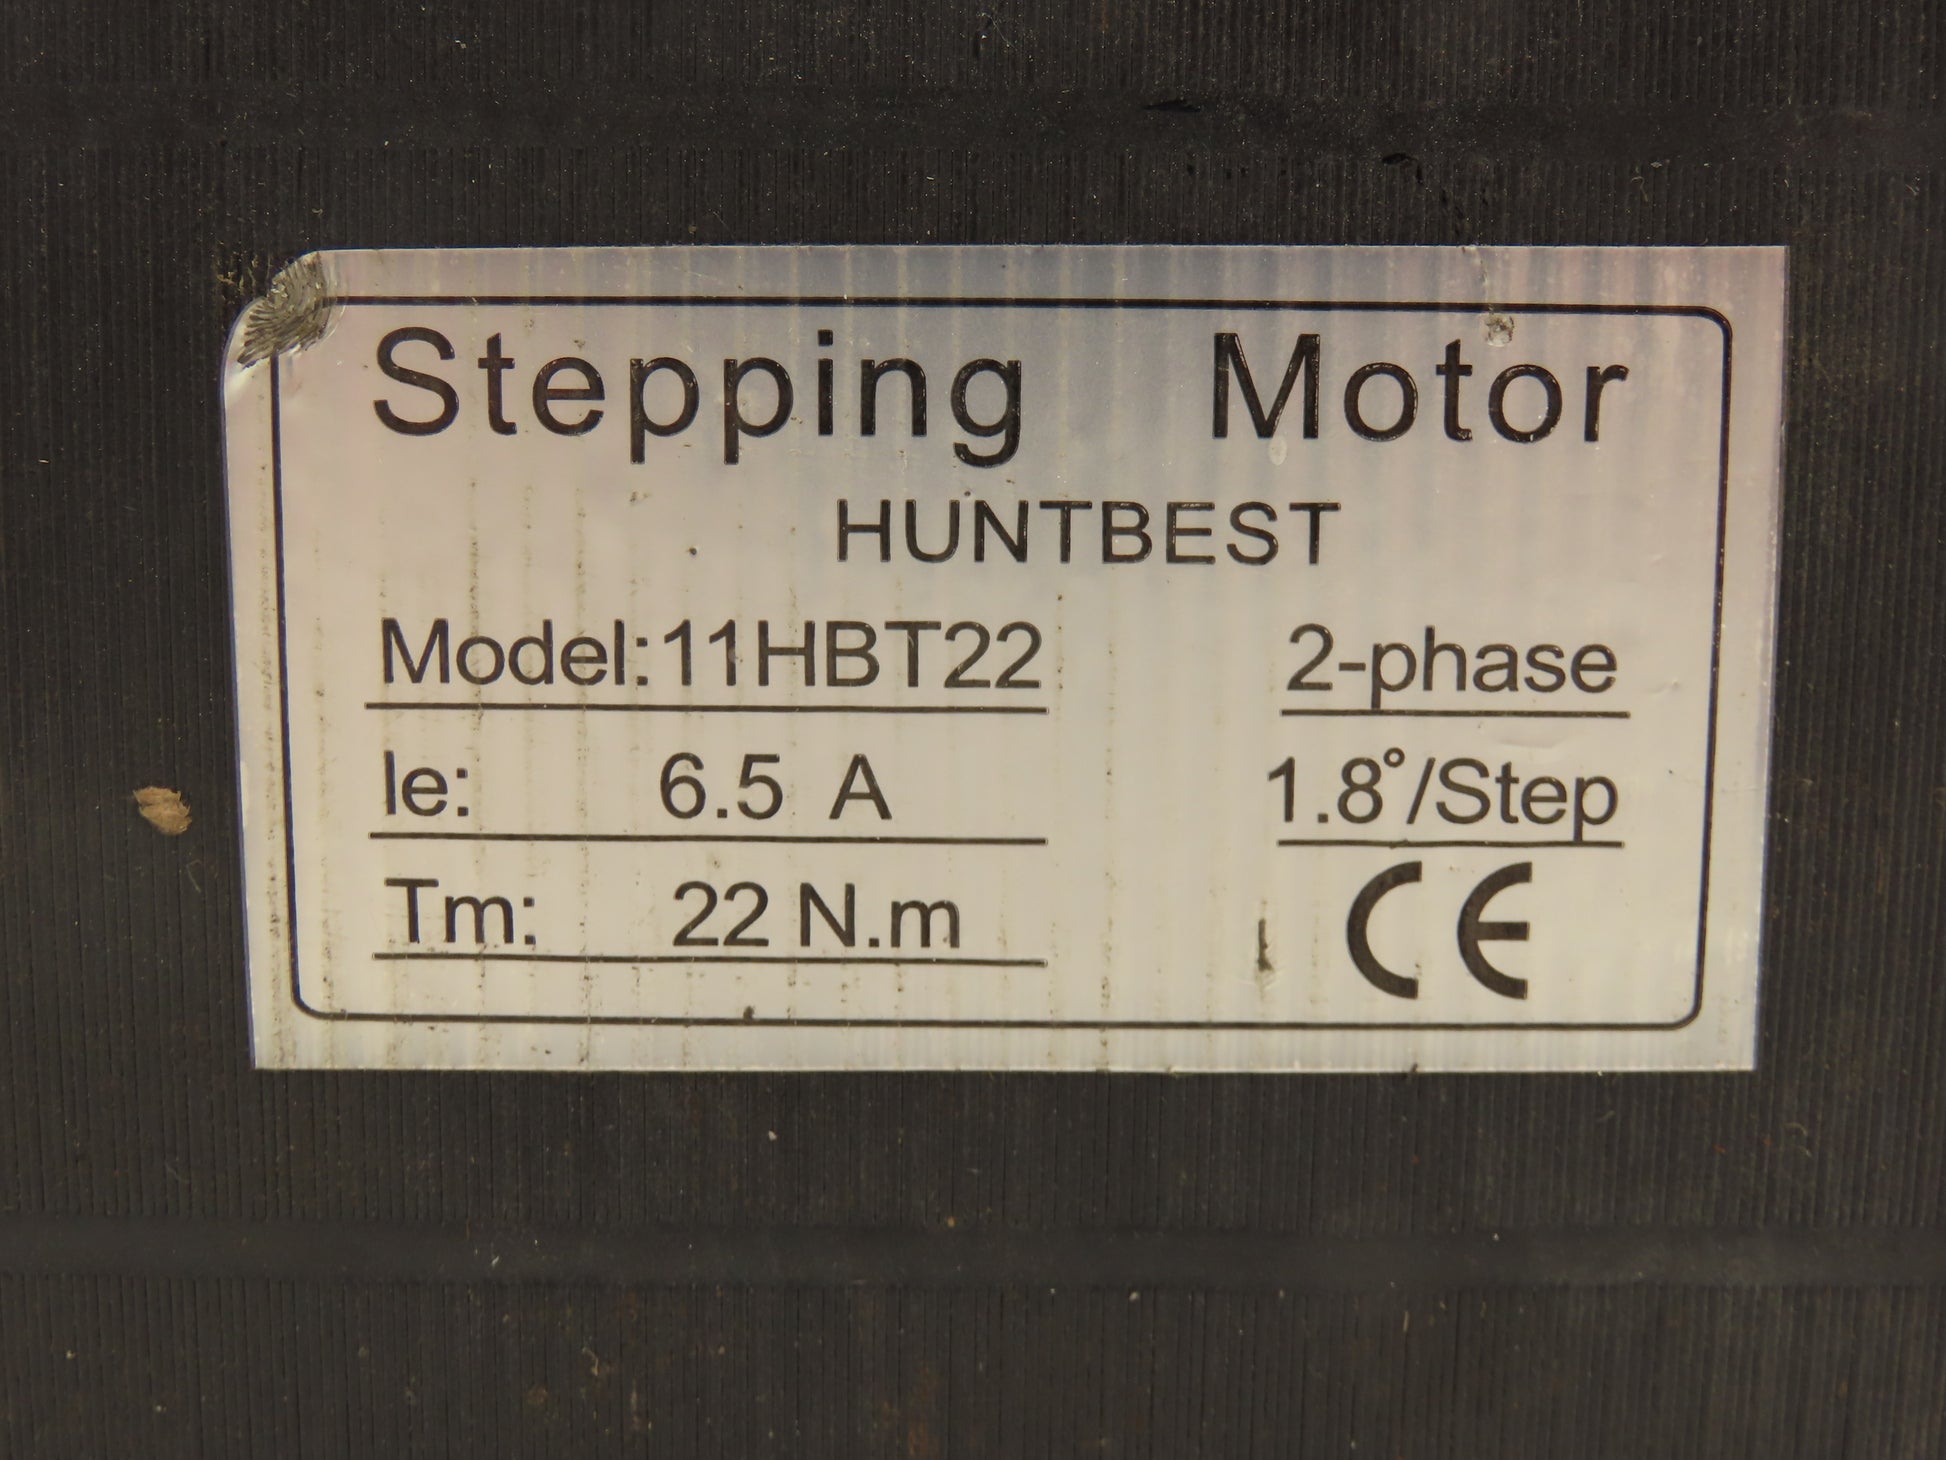 Stepping Motor
HUNTBEST
Model:11HBT22 2-phase
Ie: 6.5 A 1.8°/Step
Tm: 22 N.m CE